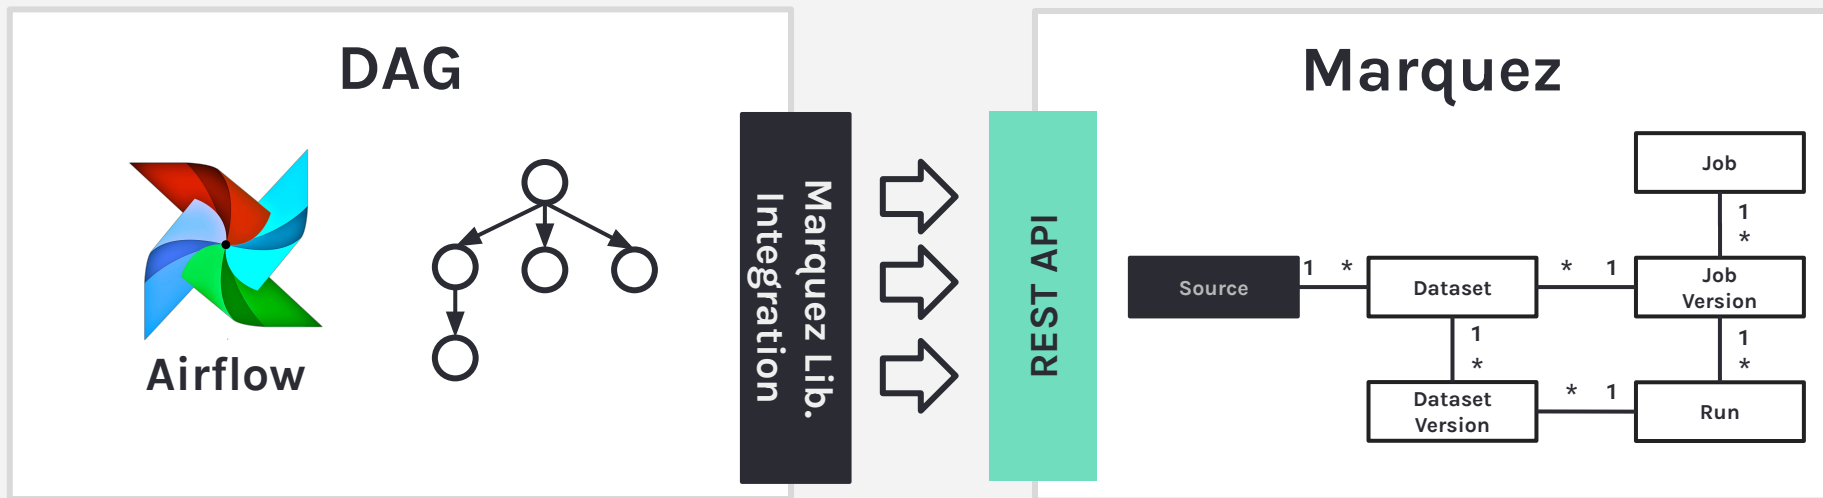 DAG
Airflow
Marquez Lib.
Integration
REST API
Marquez
Job
1
*
Source
1 *
Dataset
* 1
Job
Version
1
*
1
*
Dataset
Version
* 1
Run